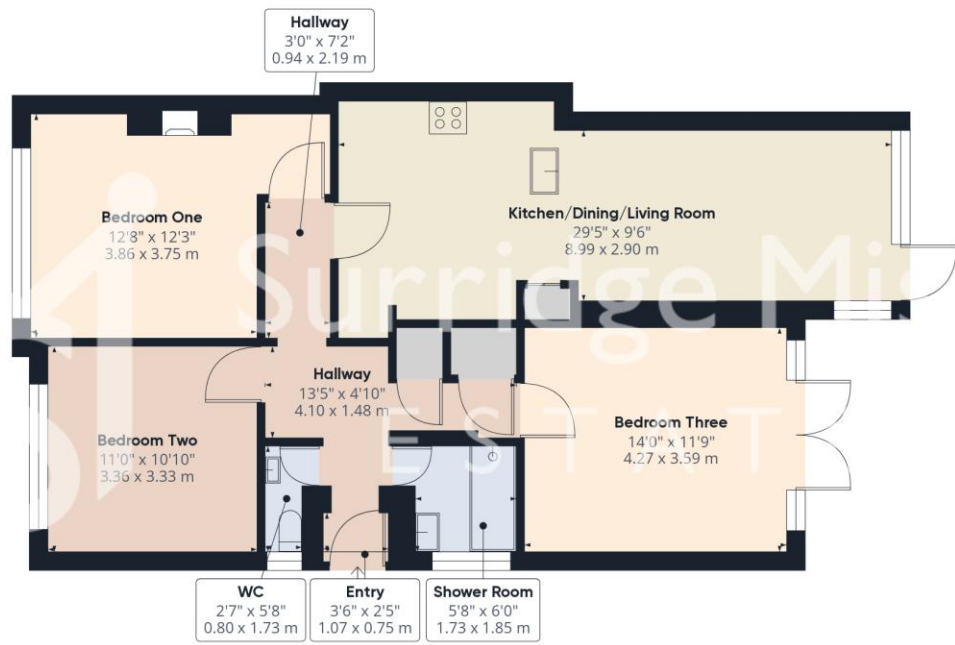 Hallway
3'0" x 7'2"
0.94 x 2.19 m
Bedroom One
12'8" x 12'3"
3.86 x 3.75 m
Kitchen/Dining/Living Room
29'5" x 9'6"
8.99 x 2.90 m
Surridge Mis
ESTAT
Hallway
13'5" x 4'10"
4.10 x 1.48 m
Bedroom Two
11'0" x 10'10"
3.36 x 3.33 m
Bedroom Three
14'0" x 11'9"
4.27 x 3.59 m
WC
2'7" x 5'8"
0.80 x 1.73 m
Entry
3'6" x 2'5"
1.07 x 0.75 m
Shower Room
5'8" x 6'0"
1.73 x 1.85 m